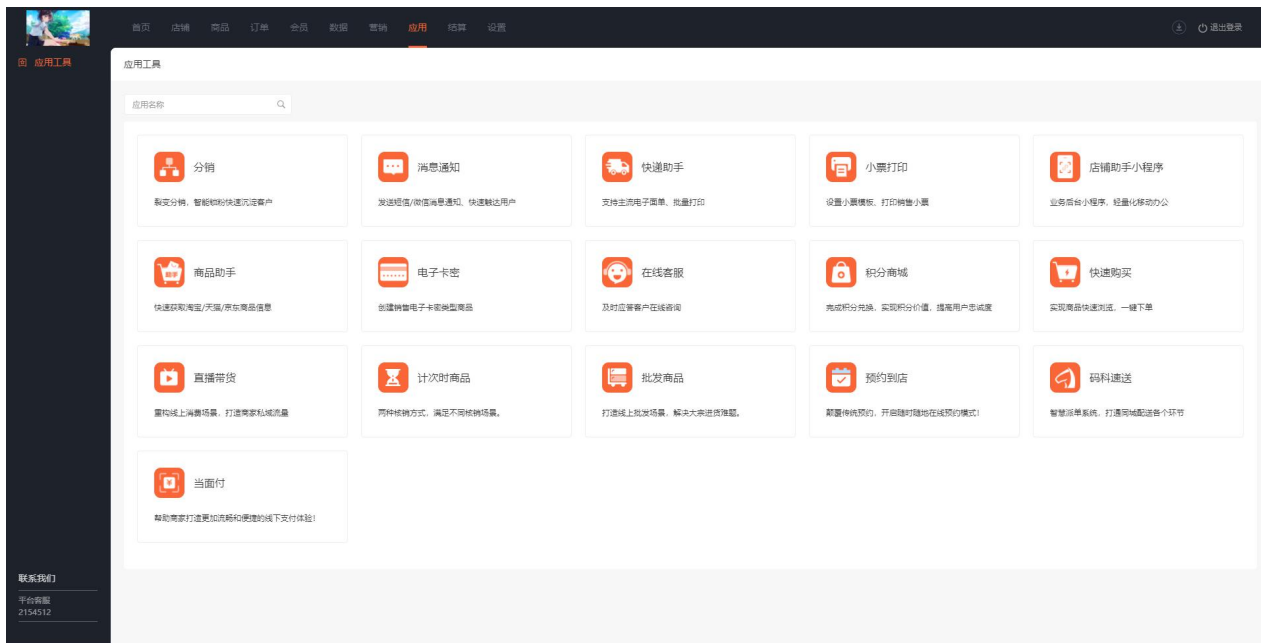 首页 店铺 商品 订单 会员 数据 营销 应用 结算 设置 退出登录
应用工具
应用工具
应用名称
分销 消息通知 快递助手 小票打印 店铺助手小程序
裂变分销，智能锁粉快速沉淀客户 发送短信/微信消息通知、快速触达用户 支持主流电子面单、批量打印 设置小票模板、打印销售小票 业务后台小程序，轻量化移动办公
商品助手 电子卡密 在线客服 积分商城 快速购买
快速获取淘宝/天猫/京东商品信息 创建销售电子卡密类型商品 及时应答客户在线咨询 完成积分兑换、实现积分价值，提高用户忠诚度 实现商品快速浏览，一键下单
直播带货 计次时商品 批发商品 预约到店 码科速送
重构线上消费场景，打造商家私域流量 两种核销方式，满足不同核销场景。 打造线上批发场景，解决大宗进货难题。 颠覆传统预约，开启随时随地在线预约模式！ 智慧派单系统，打通同城配送各个环节
当面付
帮助商家打造更加流畅和便捷的线下支付体验！
联系我们
平台客服
2154512